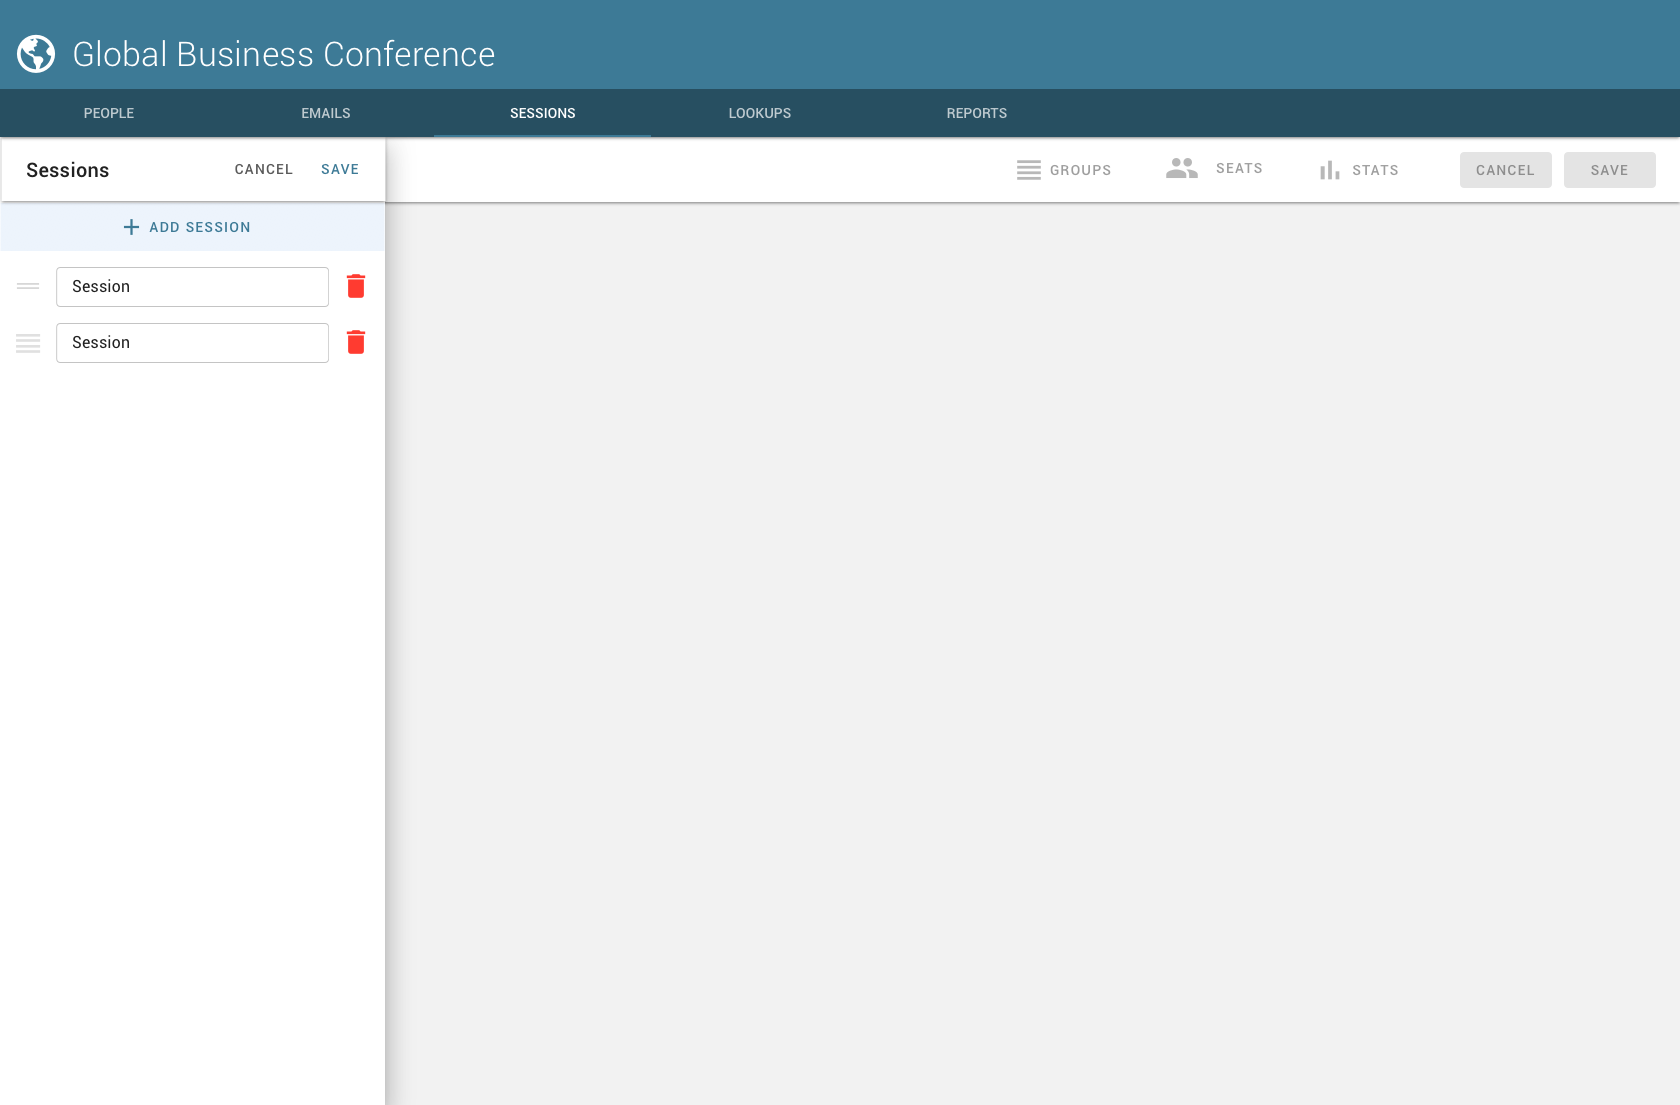 Global Business Conference
PEOPLE EMAILS SESSIONS LOOKUPS REPORTS
Sessions CANCEL SAVE GROUPS SEATS STATS CANCEL SAVE
ADD SESSION
Session
Session